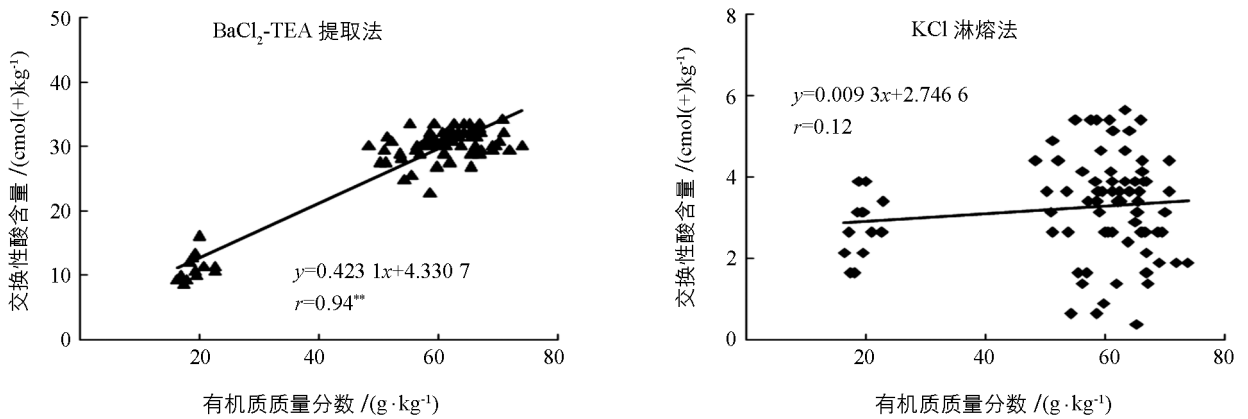 BaCl₂-TEA 提取法
交换性酸含量 /(cmol(+)kg⁻¹)
50
40
30
20
10
0
y=0.423 1x+4.330 7
r=0.94**
20
40
60
80
有机质质量分数 /(g·kg⁻¹)
KCl 淋熔法
交换性酸含量 /(cmol(+)kg⁻¹)
8
6
4
2
0
y=0.009 3x+2.746 6
r=0.12
20
40
60
80
有机质质量分数 /(g·kg⁻¹)